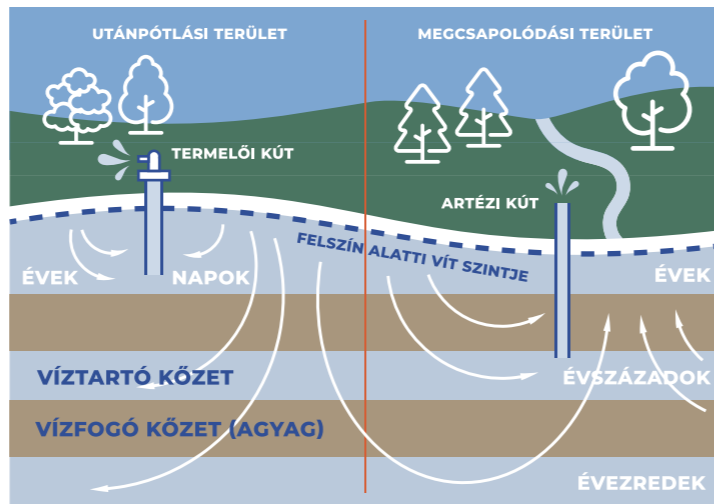 UTÁNPÓTLÁSI TERÜLET
MEGCSAPOLÓDÁSI TERÜLET
TERMELŐI KÚT
ARTÉZI KÚT
FELSZÍN ALATTI VÍT SZINTJE
ÉVEK
NAPOK
ÉVEK
VÍZTARTÓ KŐZET
ÉVSZÁZADOK
VÍZFOGÓ KŐZET (AGYAG)
ÉVEZREDEK